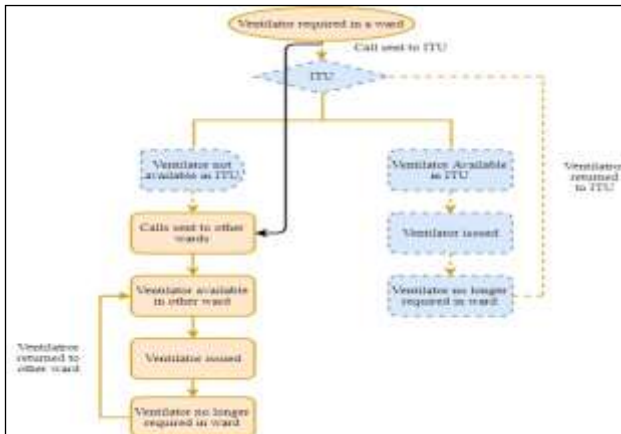 Ventilator required in a ward
Call sent to ITU
ITU
Ventilator not
available in ITU
Ventilator Available
in ITU
Ventilator
returned
to ITU
Calls sent to other
wards
Ventilator issued
Ventilator available
in other ward
Ventilator no longer
required in ward
Ventilator
returned to
other ward
Ventilator issued
Ventilator no longer
required in ward